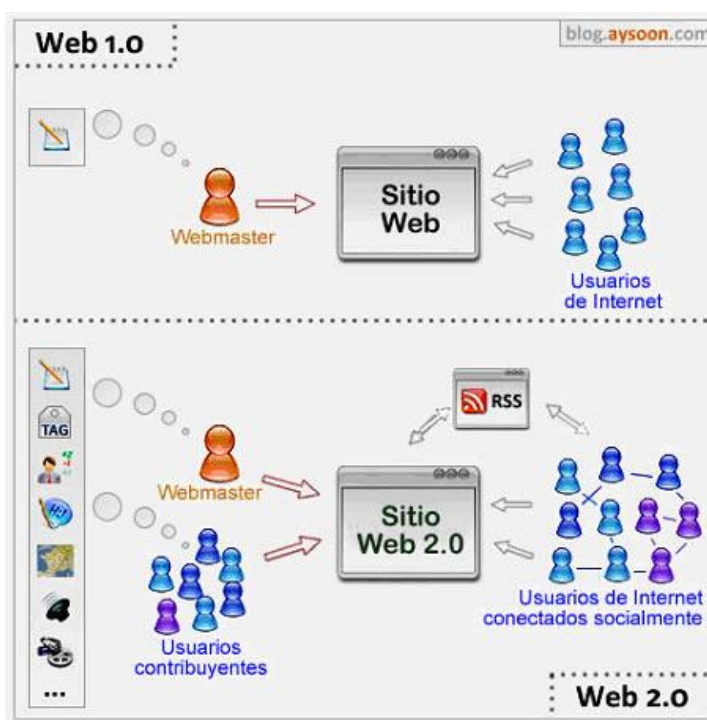 Web 1.0
blog.aysoon.com
Sitio
Web
Webmaster
Usuarios
de Internet
TAG
RSS
Webmaster
Sitio
Web 2.0
Usuarios
contribuyentes
Usuarios de Internet
conectados socialmente
...
Web 2.0